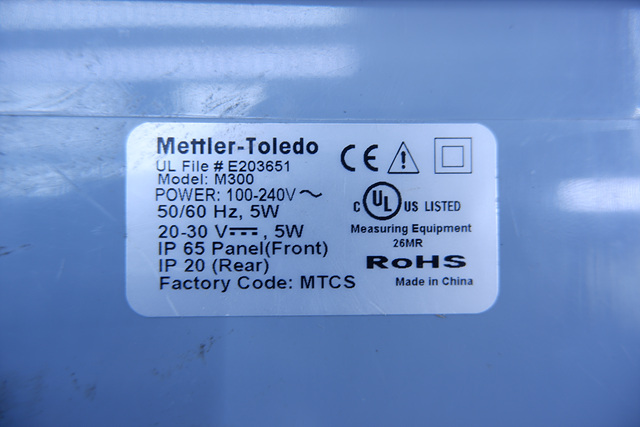 Mettler-Toledo
UL File # E203651
Model: M300
POWER: 100-240V ~
50/60 Hz, 5W
20-30 V⎓, 5W
IP 65 Panel(Front)
IP 20 (Rear)
Factory Code: MTCS
CE
C UL US LISTED
Measuring Equipment
26MR
RoHS
Made in China